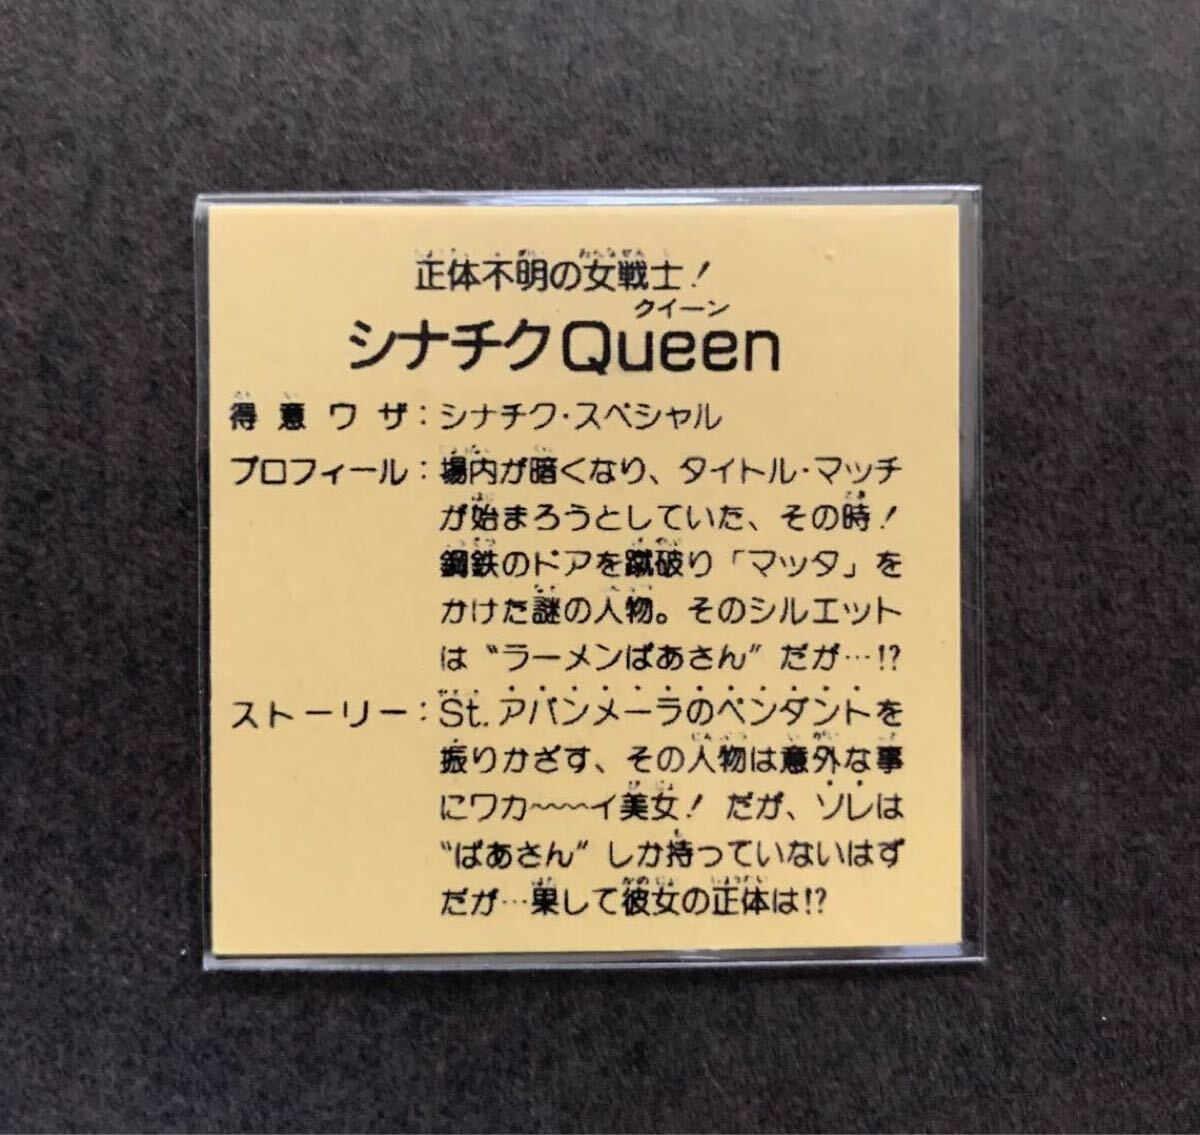 正体不明の女戦士!
クイーン
シナチクQueen
得意ワザ:シナチク・スペシャル
プロフィール:場内が暗くなり、タイトル・マッチ
が始まろうとしていた、その時!
鋼鉄のドアを蹴破り「マッタ」を
かけた謎の人物。そのシルエット
は〝ラーメンばあさん〟だが…!?
ストーリー:St.アバンメーラのペンダントを
振りかざす、その人物は意外な事
にワカ〜〜〜イ美女!だが、ソレは
〝ばあさん〟しか持っていないはず
だが…果して彼女の正体は!?